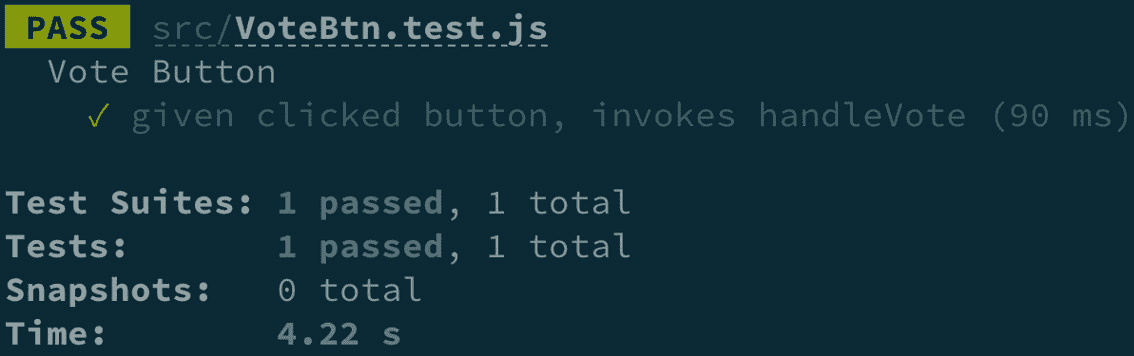 PASS src/VoteBtn.test.js
Vote Button
✓ given clicked button, invokes handleVote (90 ms)
Test Suites: 1 passed, 1 total
Tests: 1 passed, 1 total
Snapshots: 0 total
Time: 4.22 s